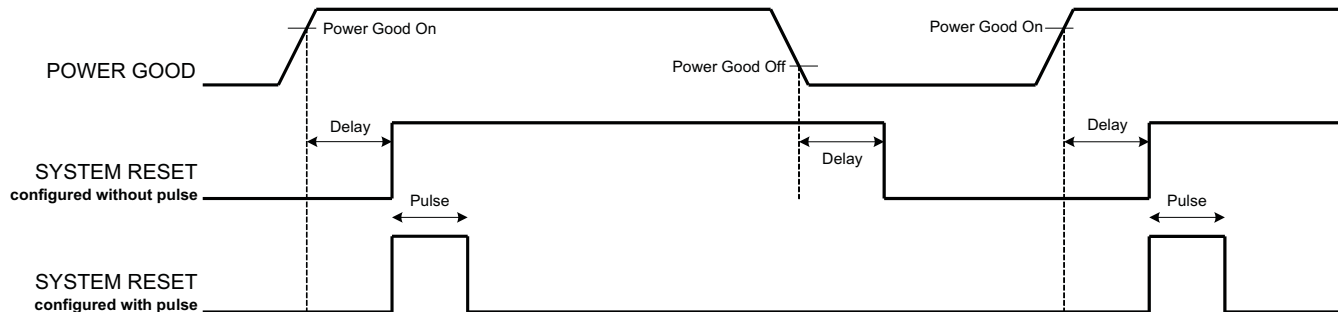 Power Good On
Power Good On
POWER GOOD
Power Good Off
Delay
Delay
Delay
SYSTEM RESET
configured without pulse
Pulse
Pulse
SYSTEM RESET
configured with pulse